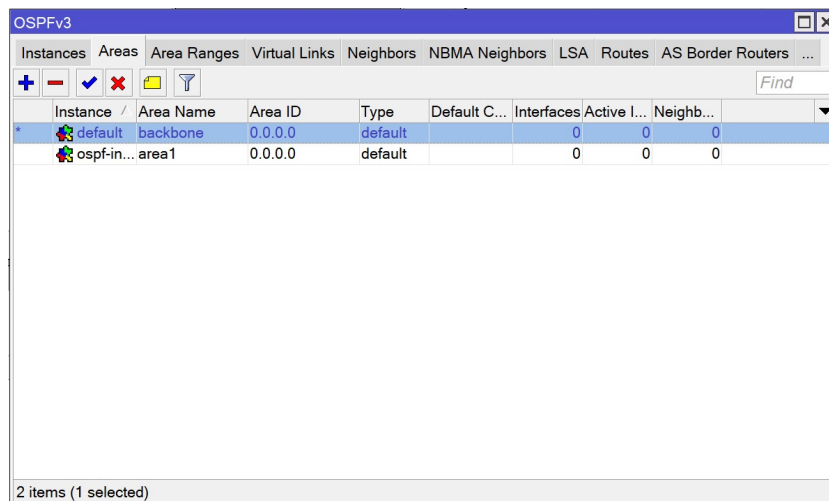 OSPFv3
Instances Areas Area Ranges Virtual Links Neighbors NBMA Neighbors LSA Routes AS Border Routers ...
Find
Instance Area Name Area ID Type Default C... Interfaces Active I... Neighb...
* default backbone 0.0.0.0 default 0 0 0
ospf-in... area1 0.0.0.0 default 0 0 0
2 items (1 selected)